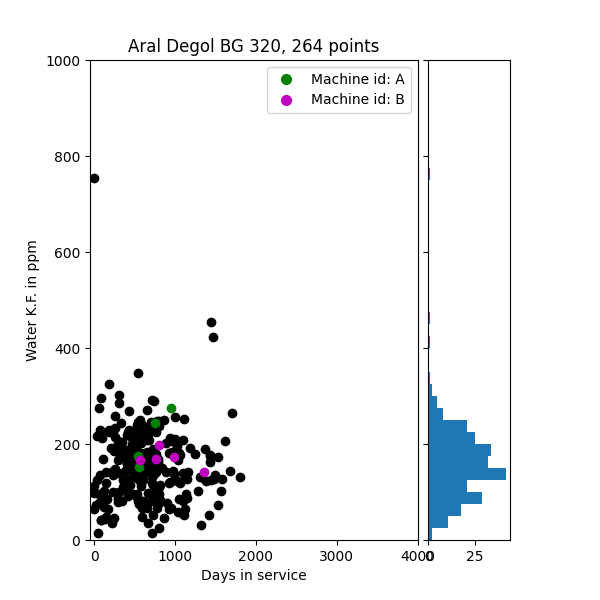 Aral Degol BG 320, 264 points
Machine id: A
Machine id: B
Water K.F. in ppm
1000
800
600
400
200
0
0 1000 2000 3000 4000
0 25
Days in service